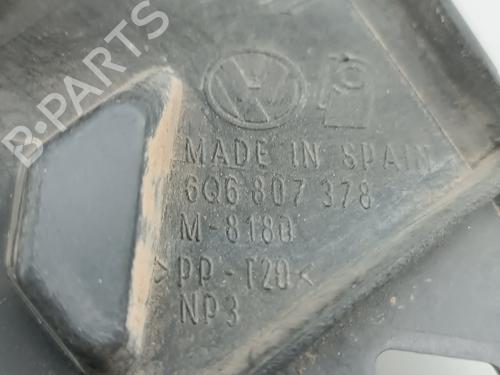 B-PARTS
MADE IN SPAIN
6Q6 807 378
M-8180
>PP-T20<
NP3